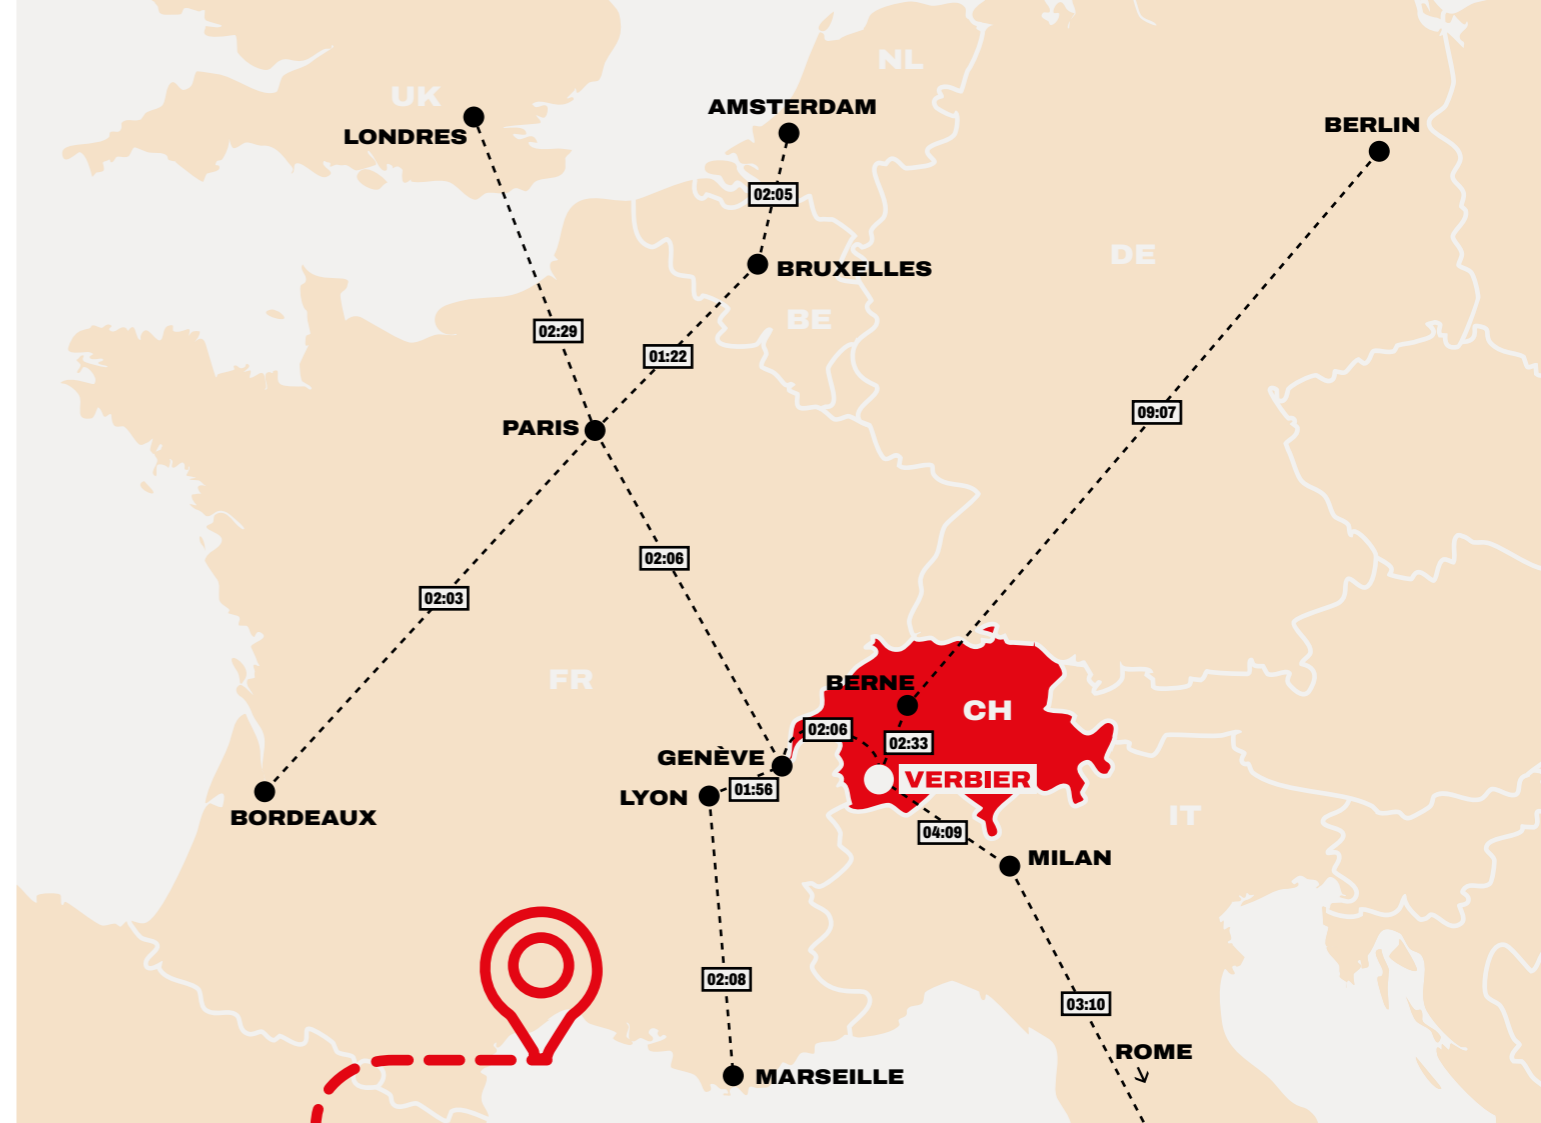 NL
UK
AMSTERDAM
BERLIN
LONDRES
02:05
DE
BRUXELLES
BE
02:29
01:22
09:07
PARIS
02:06
02:03
FR
BERNE
CH
02:06
02:33
GENÈVE
VERBIER
01:56
LYON
BORDEAUX
IT
04:09
MILAN
02:08
03:10
ROME
MARSEILLE